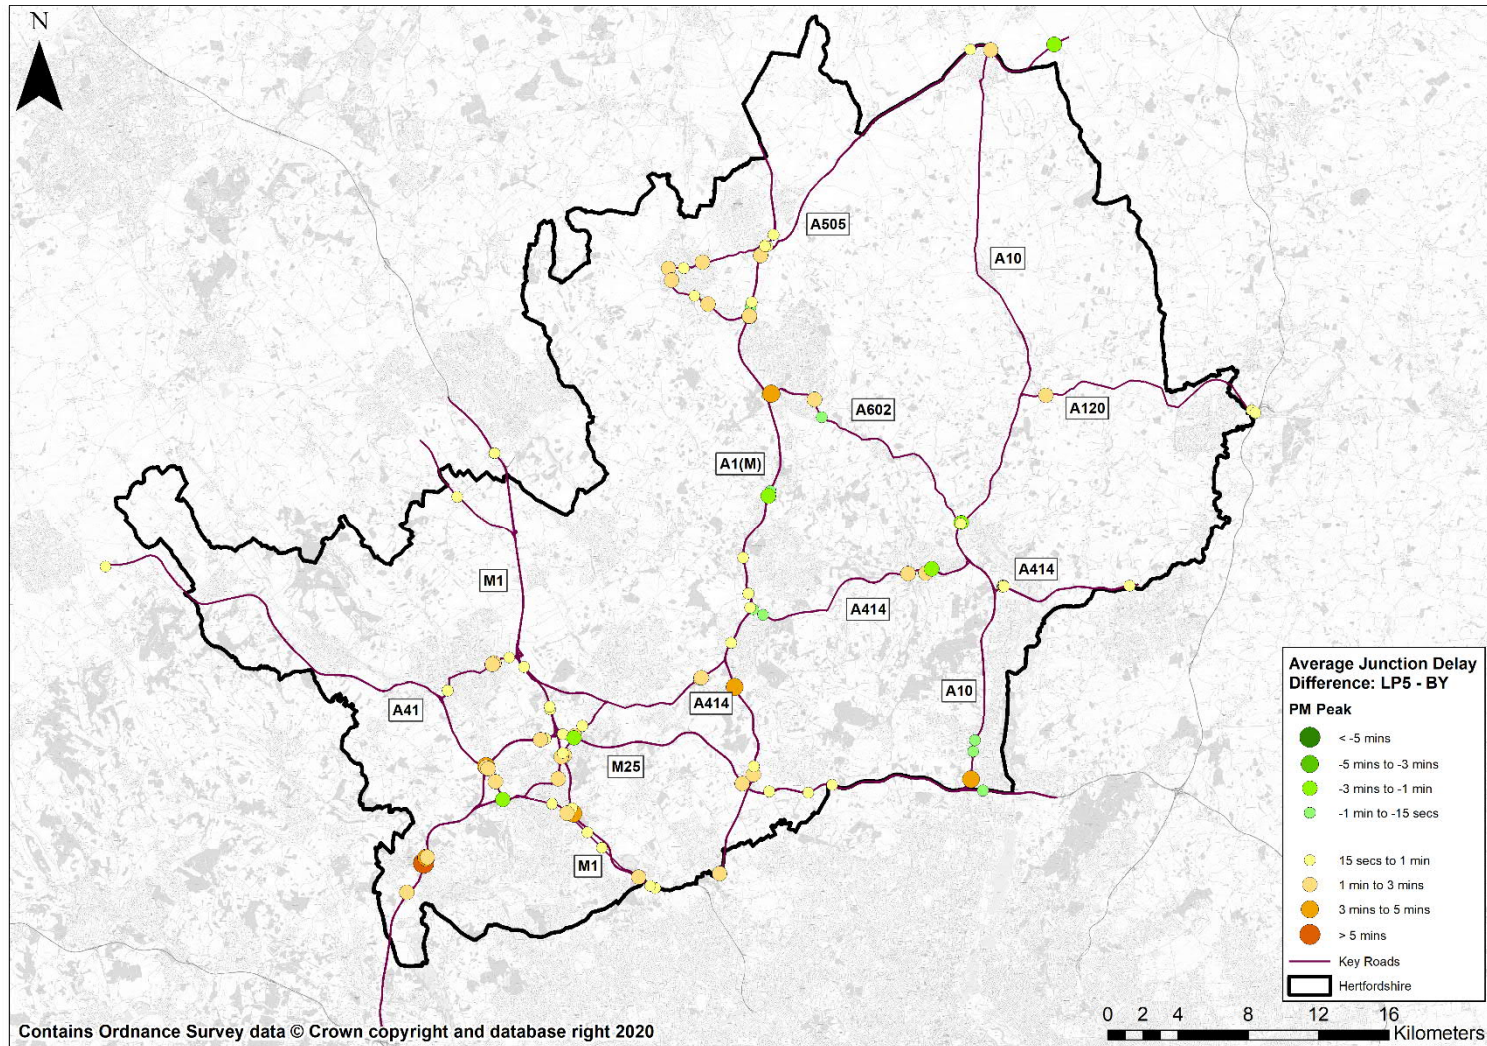 N
A505
A10
A602
A120
A1(M)
M1
A414
A414
A41
A414
A10
M25
M1
Average Junction Delay
Difference: LP5 - BY
PM Peak
< -5 mins
-5 mins to -3 mins
-3 mins to -1 min
-1 min to -15 secs
15 secs to 1 min
1 min to 3 mins
3 mins to 5 mins
> 5 mins
Key Roads
Hertfordshire
0 2 4 8 12 16
Kilometers
Contains Ordnance Survey data © Crown copyright and database right 2020